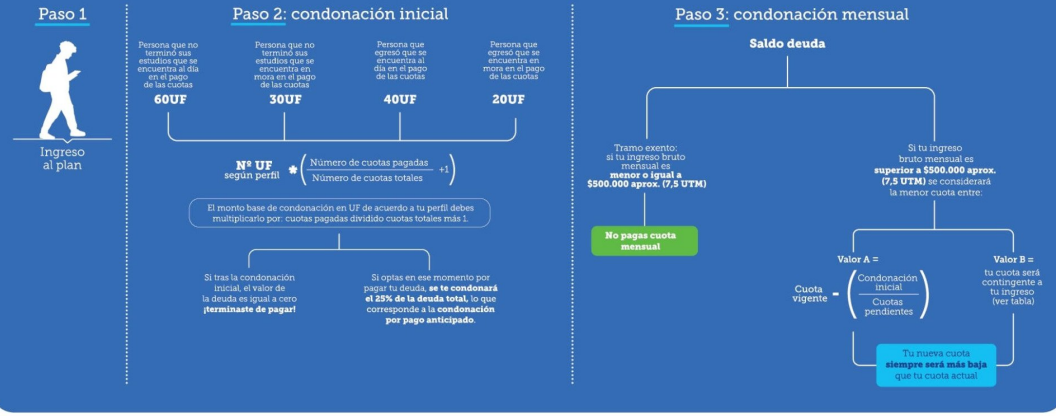 Paso 1
Ingreso
al plan
Paso 2: condonación inicial
Persona que no
terminó sus
estudios que se
encuentra al día
en el pago
de las cuotas
60UF
Persona que no
terminó sus
estudios que se
encuentra en
mora en el pago
de las cuotas
30UF
Persona que
egresó que se
encuentra al
día en el pago
de las cuotas
40UF
Persona que
egresó que se
encuentra en
mora en el pago
de las cuotas
20UF
Nº UF
según perfil
*
( Número de cuotas pagadas
Número de cuotas totales
+1 )
El monto base de condonación en UF de acuerdo a tu perfil debes
multiplicarlo por: cuotas pagadas dividido cuotas totales más 1.
Si tras la condonación
inicial, el valor de
la deuda es igual a cero
¡terminaste de pagar!
Si optas en ese momento por
pagar tu deuda, se te condonará
el 25% de la deuda total, lo que
corresponde a la condonación
por pago anticipado.
Paso 3: condonación mensual
Saldo deuda
Tramo exento:
si tu ingreso bruto
mensual es
menor o igual a
$500.000 aprox. (7,5 UTM)
No pagas cuota
mensual
Si tu ingreso
bruto mensual es
superior a $500.000 aprox.
(7,5 UTM) se considerará
la menor cuota entre:
Valor A =
Cuota
vigente
-
( Condonación
inicial
Cuotas
pendientes )
Valor B =
tu cuota será
contingente a
tu ingreso
(ver tabla)
Tu nueva cuota
siempre será más baja
que tu cuota actual